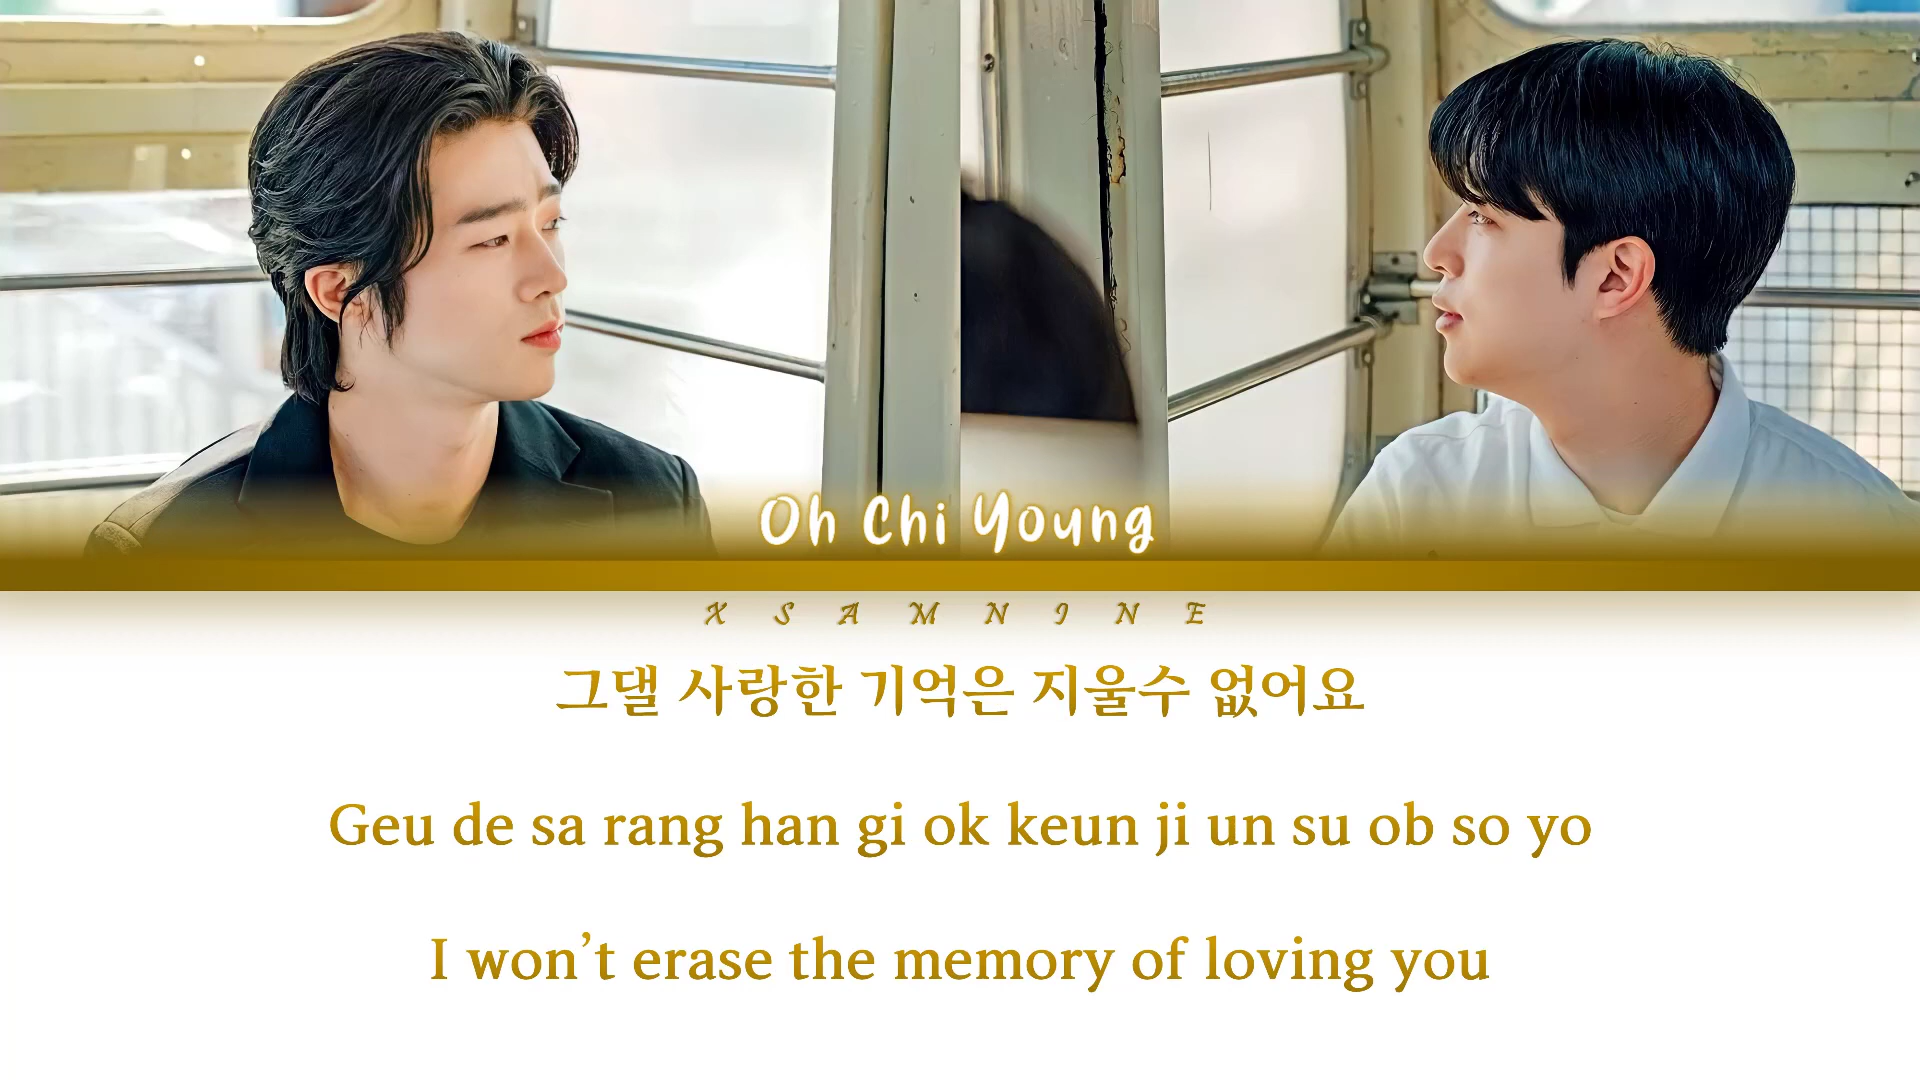 Oh Chi Young
X S A M N I N E
그댈 사랑한 기억은 지울수 없어요
Geu de sa rang han gi ok keun ji un su ob so yo
I won’t erase the memory of loving you